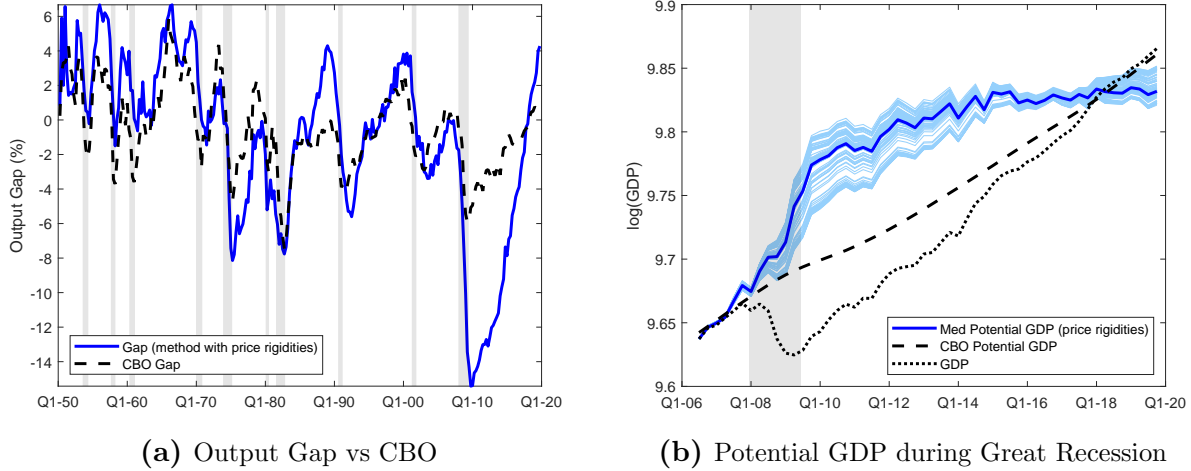 Output Gap (%)
6
4
2
0
-2
-4
-6
-8
-10
-12
-14
Gap (method with price rigidities)
CBO Gap
Q1-50 Q1-60 Q1-70 Q1-80 Q1-90 Q1-00 Q1-10 Q1-20
(a) Output Gap vs CBO
log(GDP)
9.9
9.85
9.8
9.75
9.7
9.65
9.6
Med Potential GDP (price rigidities)
CBO Potential GDP
GDP
Q1-06 Q1-08 Q1-10 Q1-12 Q1-14 Q1-16 Q1-18 Q1-20
(b) Potential GDP during Great Recession